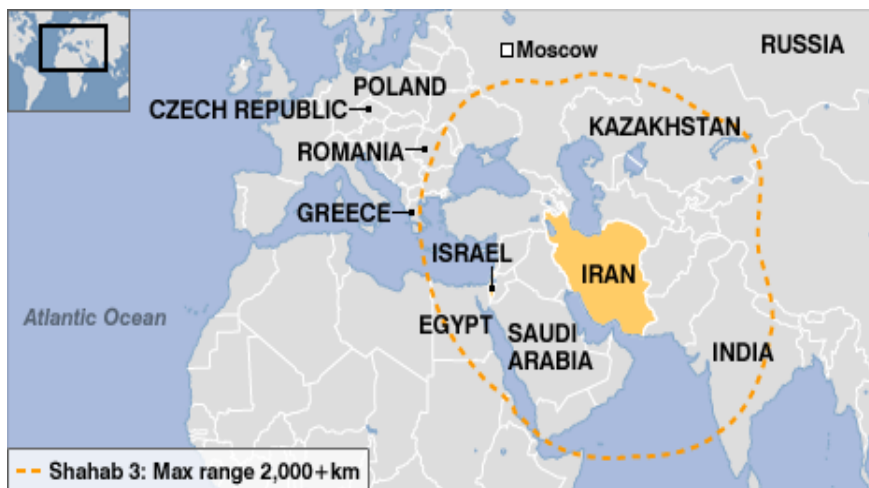 RUSSIA
Moscow
POLAND
CZECH REPUBLIC
KAZAKHSTAN
ROMANIA
GREECE
ISRAEL
IRAN
Atlantic Ocean
EGYPT
SAUDI
ARABIA
INDIA
Shahab 3: Max range 2,000+km